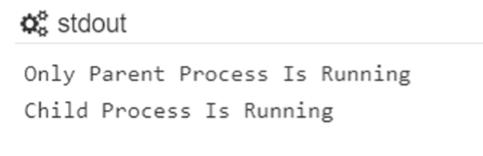 stdout
Only Parent Process Is Running
Child Process Is Running